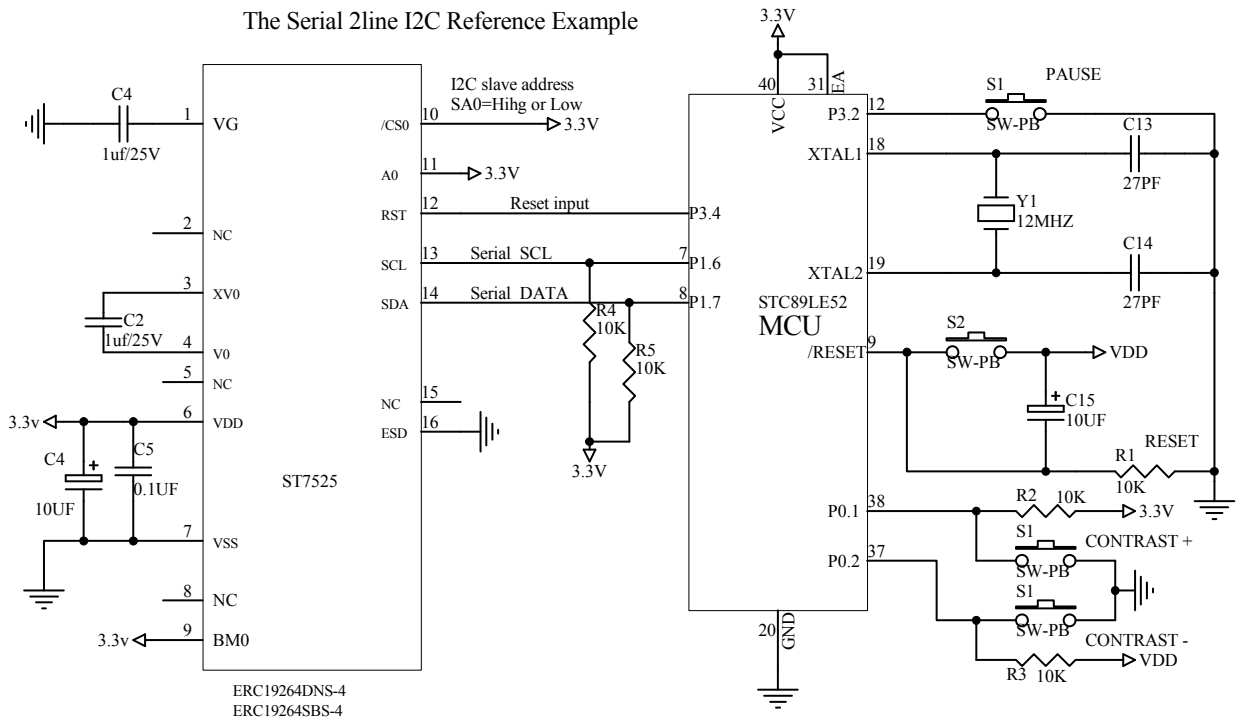 The Serial 2line I2C Reference Example
C4
1uf/25V
1
VG
2
NC
3
XV0
C2
1uf/25V
4
V0
5
NC
3.3v
6
VDD
C4
+
10UF
C5
0.1UF
7
VSS
8
NC
3.3v
9
BM0
ST7525
ERC19264DNS-4
ERC19264SBS-4
I2C slave address
SA0=Hihg or Low
/CS0
10
3.3V
A0
11
3.3V
RST
12
Reset input
SCL
13
Serial SCL
SDA
14
Serial DATA
NC
15
ESD
16
R4
10K
R5
10K
3.3V
3.3V
40
VCC
31
EA
P3.4
7
P1.6
8
P1.7
STC89LE52
MCU
20
GND
P3.2
12
S1
SW-PB
PAUSE
XTAL1
18
C13
27PF
Y1
12MHZ
XTAL2
19
C14
27PF
/RESET
9
S2
SW-PB
VDD
+
C15
10UF
RESET
R1
10K
P0.1
38
R2
10K
3.3V
S1
SW-PB
CONTRAST +
P0.2
37
S1
SW-PB
CONTRAST -
R3
10K
VDD